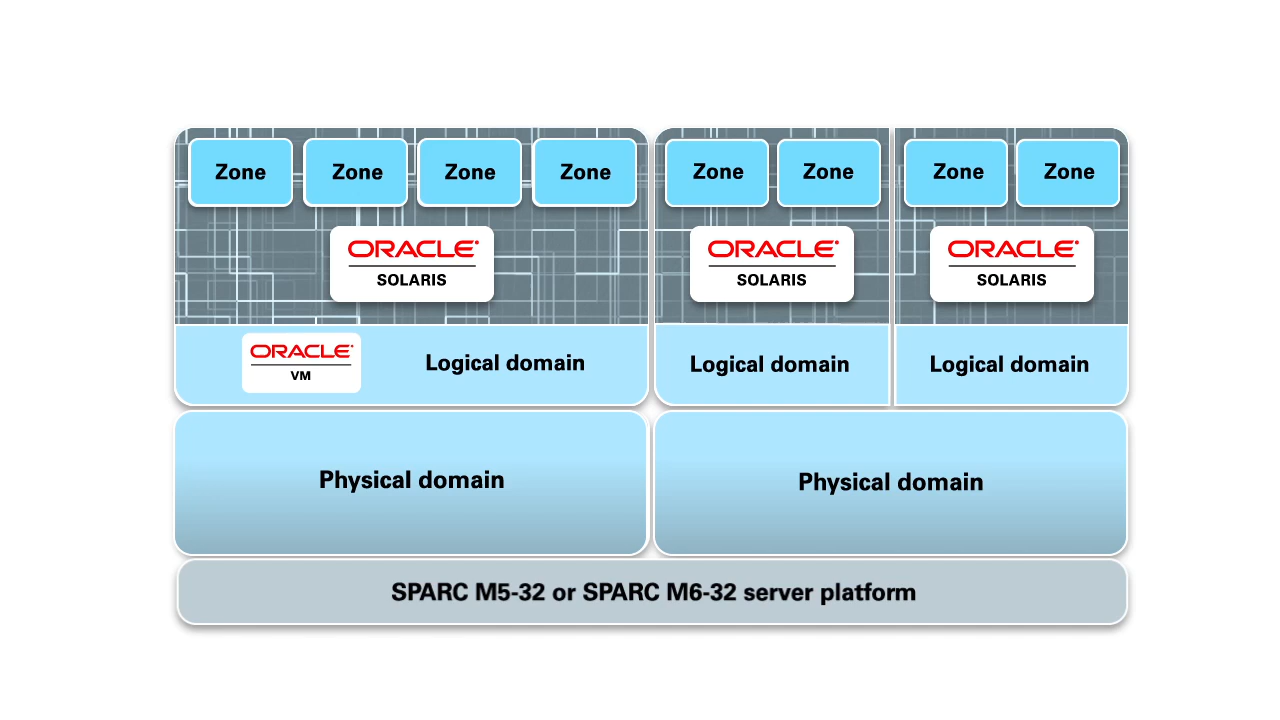 Zone Zone Zone Zone Zone Zone Zone Zone
ORACLE SOLARIS
ORACLE SOLARIS
ORACLE SOLARIS
ORACLE VM
Logical domain
Logical domain
Logical domain
Physical domain
Physical domain
SPARC M5-32 or SPARC M6-32 server platform